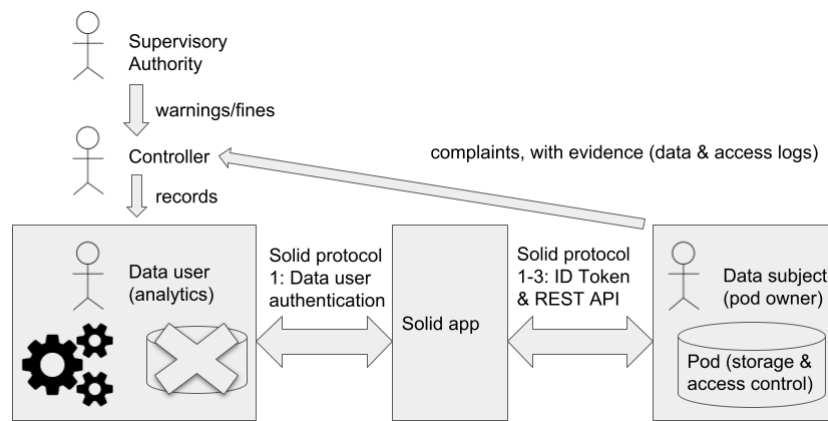 Supervisory
Authority
warnings/fines
Controller
complaints, with evidence (data & access logs)
records
Data user
(analytics)
Solid protocol
1: Data user
authentication
Solid app
Solid protocol
1-3: ID Token
& REST API
Data subject
(pod owner)
Pod (storage &
access control)